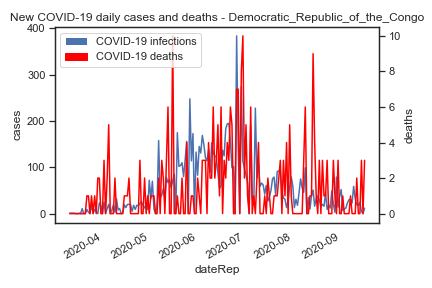 New COVID-19 daily cases and deaths - Democratic_Republic_of_the_Congo
COVID-19 infections
COVID-19 deaths
400
300
200
100
0
cases
10
8
6
4
2
0
deaths
2020-04
2020-05
2020-06
2020-07
2020-08
2020-09
dateRep